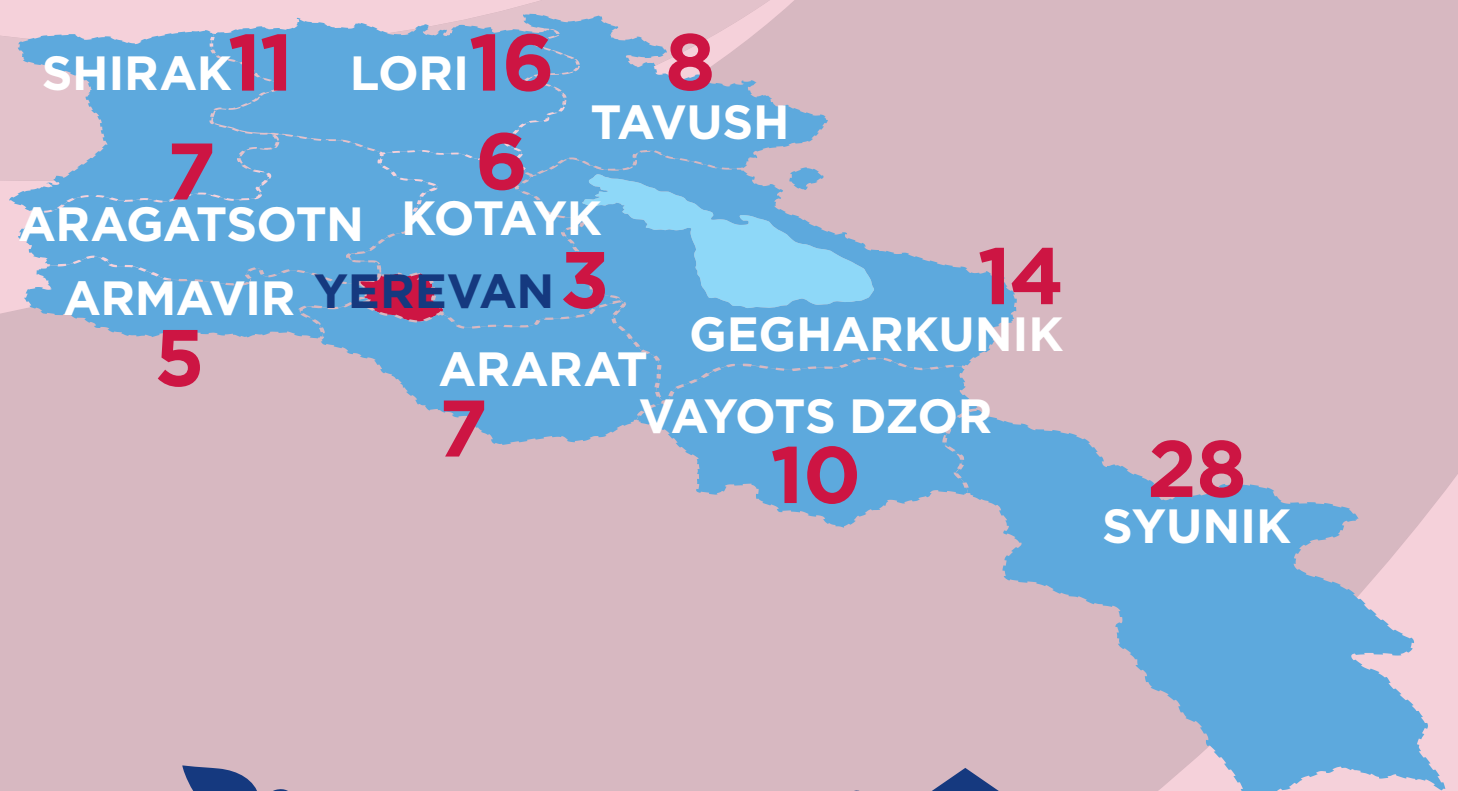 SHIRAK 11
LORI 16
8
TAVUSH
7
ARAGATSOTN
6
KOTAYK
ARMAVIR
5
YEREVAN 3
14
GEGHARKUNIK
ARARAT
7
VAYOTS DZOR
10
28
SYUNIK